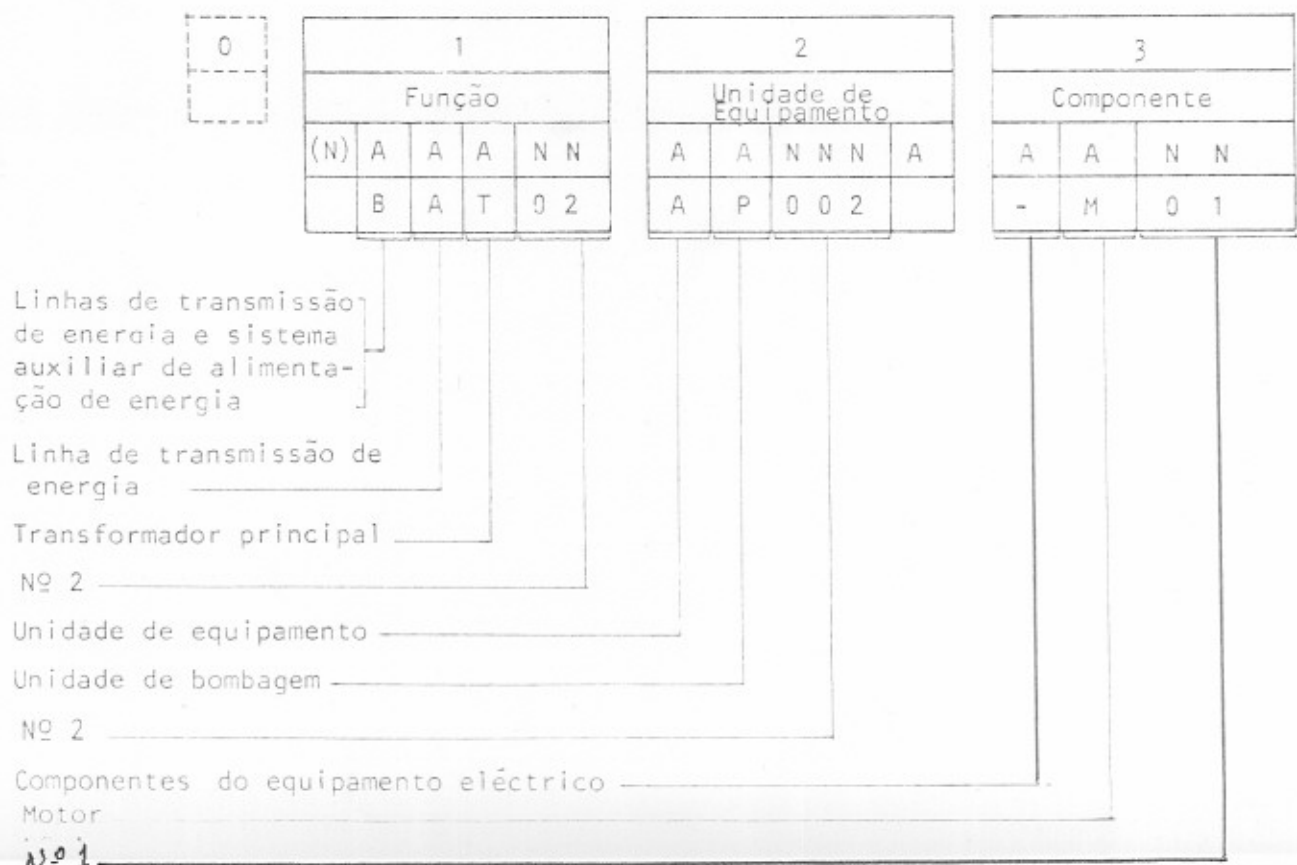 0 1 2 3
Função Unidade de Equipamento Componente
(N) A A A N N A A N N N A A A N N
B A T 0 2 A P 0 0 2 - M 0 1
Linhas de transmissão
de energia e sistema
auxiliar de alimenta-
ção de energia
Linha de transmissão de
energia
Transformador principal
Nº 2
Unidade de equipamento
Unidade de bombagem
Nº 2
Componentes do equipamento eléctrico
Motor
Nº 1